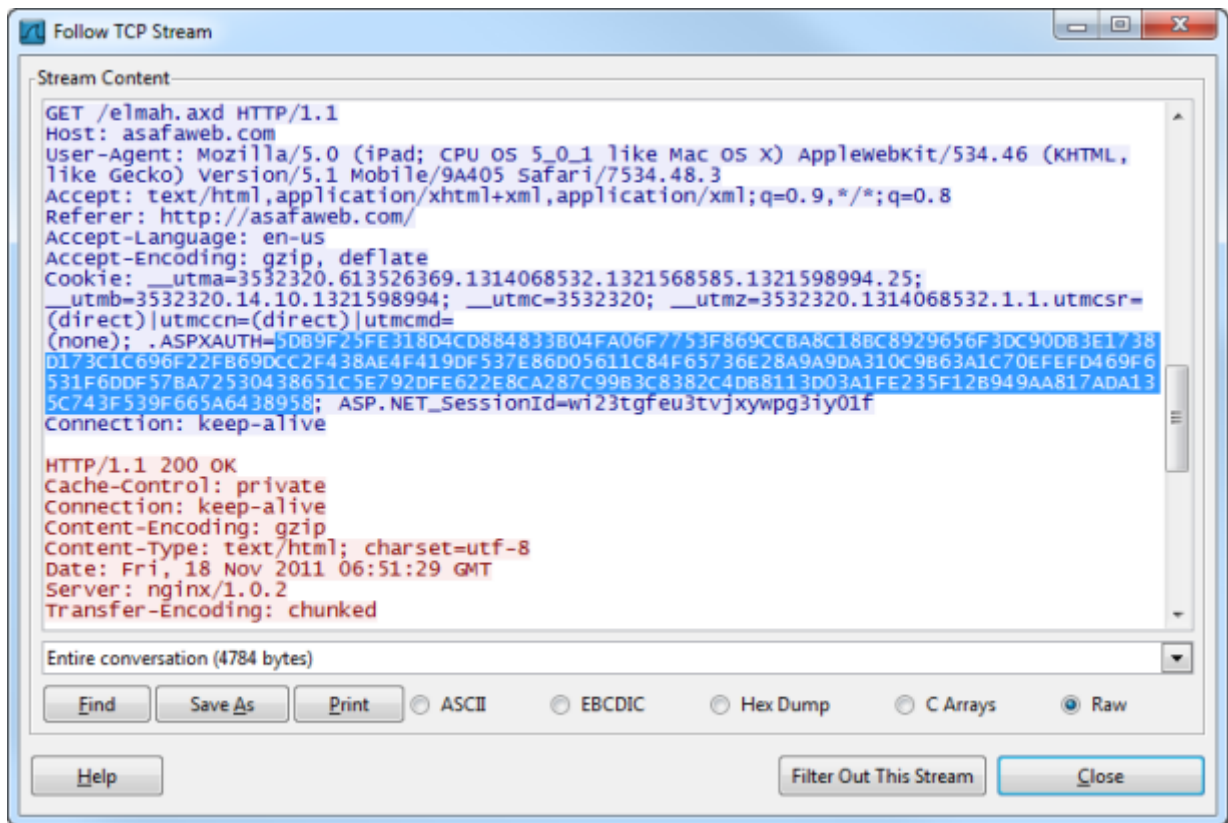 Follow TCP Stream
Stream Content
GET /elmah.axd HTTP/1.1
Host: asafaweb.com
User-Agent: Mozilla/5.0 (iPad; CPU OS 5_0_1 like Mac OS X) AppleWebKit/534.46 (KHTML,
like Gecko) Version/5.1 Mobile/9A405 Safari/7534.48.3
Accept: text/html,application/xhtml+xml,application/xml;q=0.9,*/*;q=0.8
Referer: http://asafaweb.com/
Accept-Language: en-us
Accept-Encoding: gzip, deflate
Cookie: __utma=3532320.613526369.1314068532.1321568585.1321598994.25;
__utmb=3532320.14.10.1321598994; __utmc=3532320; __utmz=3532320.1314068532.1.1.utmcsr=
(direct)|utmccn=(direct)|utmcmd=
(none); .ASPXAUTH=5DB9F25FE318D4CD884833B04FA06F7753F869CCBA8C18BC8929656F3DC90DB3E1738
D173C1C696F22FB69DCC2F438AE4F419DF537E86D05611C84F65736E28A9A9DA310C9B63A1C70EFEFD469F6
531F6DDF57BA72530438651C5E792DFE622E8CA287C99B3C8382C4DB8113D03A1FE235F12B949AA817ADA13
5C743F539F665A6438958; ASP.NET_SessionId=wi23tgfeu3tvjxywpg3iy01f
Connection: keep-alive
HTTP/1.1 200 OK
Cache-Control: private
Connection: keep-alive
Content-Encoding: gzip
Content-Type: text/html; charset=utf-8
Date: Fri, 18 Nov 2011 06:51:29 GMT
Server: nginx/1.0.2
Transfer-Encoding: chunked
Entire conversation (4784 bytes)
Find Save As Print ASCII EBCDIC Hex Dump C Arrays Raw
Help Filter Out This Stream Close